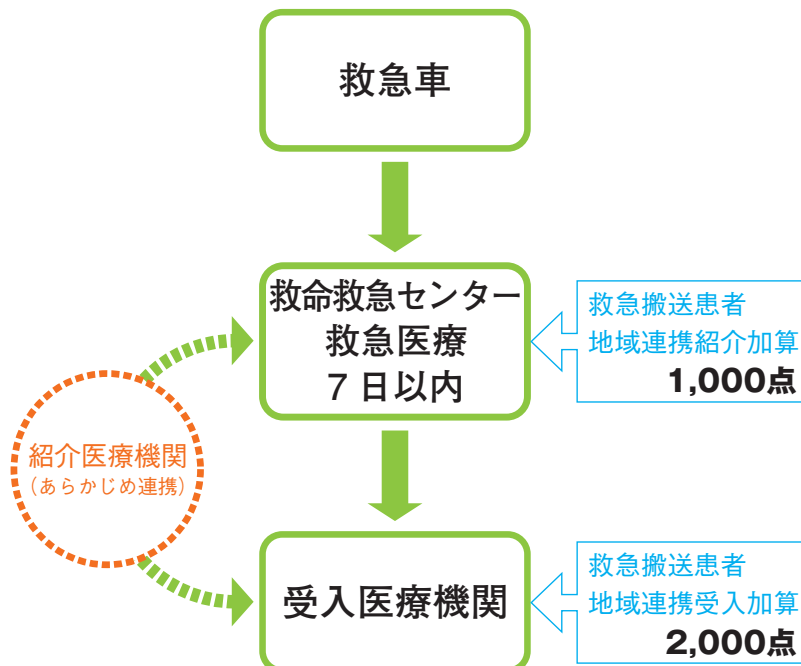 救急車
救命救急センター
救急医療
7日以内
救急搬送患者
地域連携紹介加算
1,000点
紹介医療機関
（あらかじめ連携）
受入医療機関
救急搬送患者
地域連携受入加算
2,000点